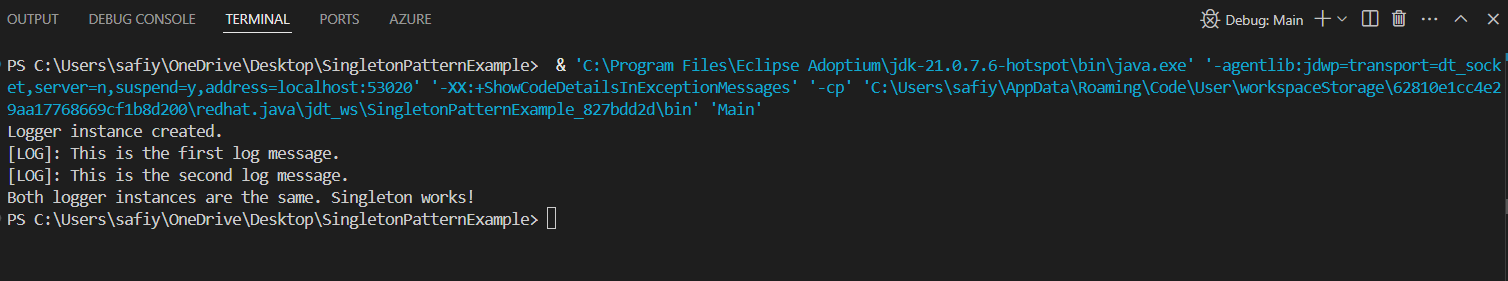 OUTPUT DEBUG CONSOLE TERMINAL PORTS AZURE Debug: Main
PS C:\Users\safiy\OneDrive\Desktop\SingletonPatternExample>  & 'C:\Program Files\Eclipse Adoptium\jdk-21.0.7.6-hotspot\bin\java.exe' '-agentlib:jdwp=transport=dt_sock
et,server=n,suspend=y,address=localhost:53020' '-XX:+ShowCodeDetailsInExceptionMessages' '-cp' 'C:\Users\safiy\AppData\Roaming\Code\User\workspaceStorage\62810e1cc4e2
9aa17768669cf1b8d200\redhat.java\jdt_ws\SingletonPatternExample_827bdd2d\bin' 'Main'
Logger instance created.
[LOG]: This is the first log message.
[LOG]: This is the second log message.
Both logger instances are the same. Singleton works!
PS C:\Users\safiy\OneDrive\Desktop\SingletonPatternExample>